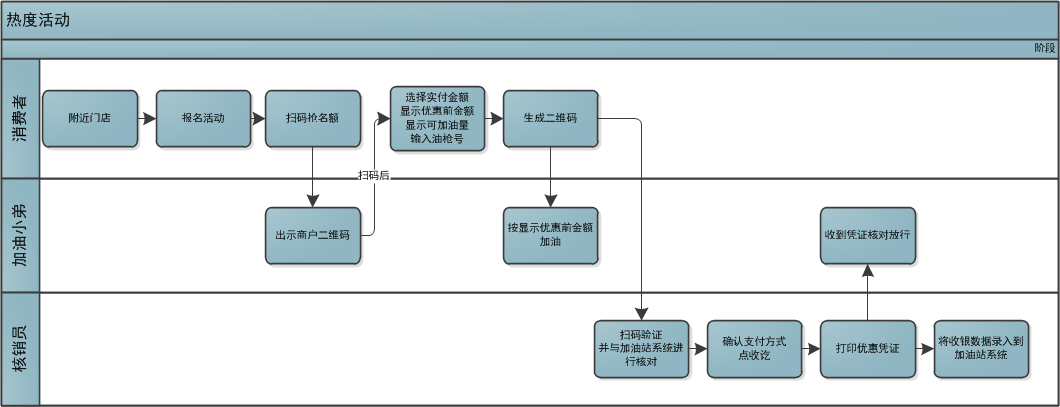 热度活动
阶段
消费者
附近门店
报名活动
扫码抢名额
选择实付金额
显示优惠前金额
显示可加油量
输入油枪号
生成二维码
扫码后
加油小弟
出示商户二维码
按显示优惠前金额
加油
收到凭证核对放行
核销员
扫码验证
并与加油站系统进
行核对
确认支付方式
点收讫
打印优惠凭证
将收银数据录入到
加油站系统